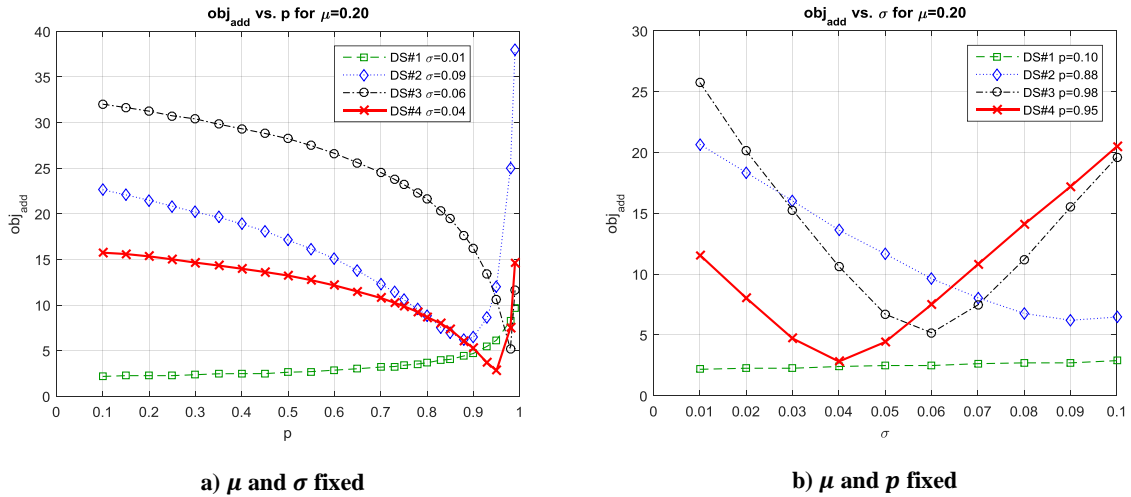 obj_add vs. p for μ=0.20
40
35
30
25
20
15
10
5
0
obj_add
DS#1 σ=0.01
DS#2 σ=0.09
DS#3 σ=0.06
DS#4 σ=0.04
0 0.1 0.2 0.3 0.4 0.5 0.6 0.7 0.8 0.9 1
p
a) μ and σ fixed
obj_add vs. σ for μ=0.20
30
25
20
15
10
5
0
obj_add
DS#1 p=0.10
DS#2 p=0.88
DS#3 p=0.98
DS#4 p=0.95
0 0.01 0.02 0.03 0.04 0.05 0.06 0.07 0.08 0.09 0.1
σ
b) μ and p fixed